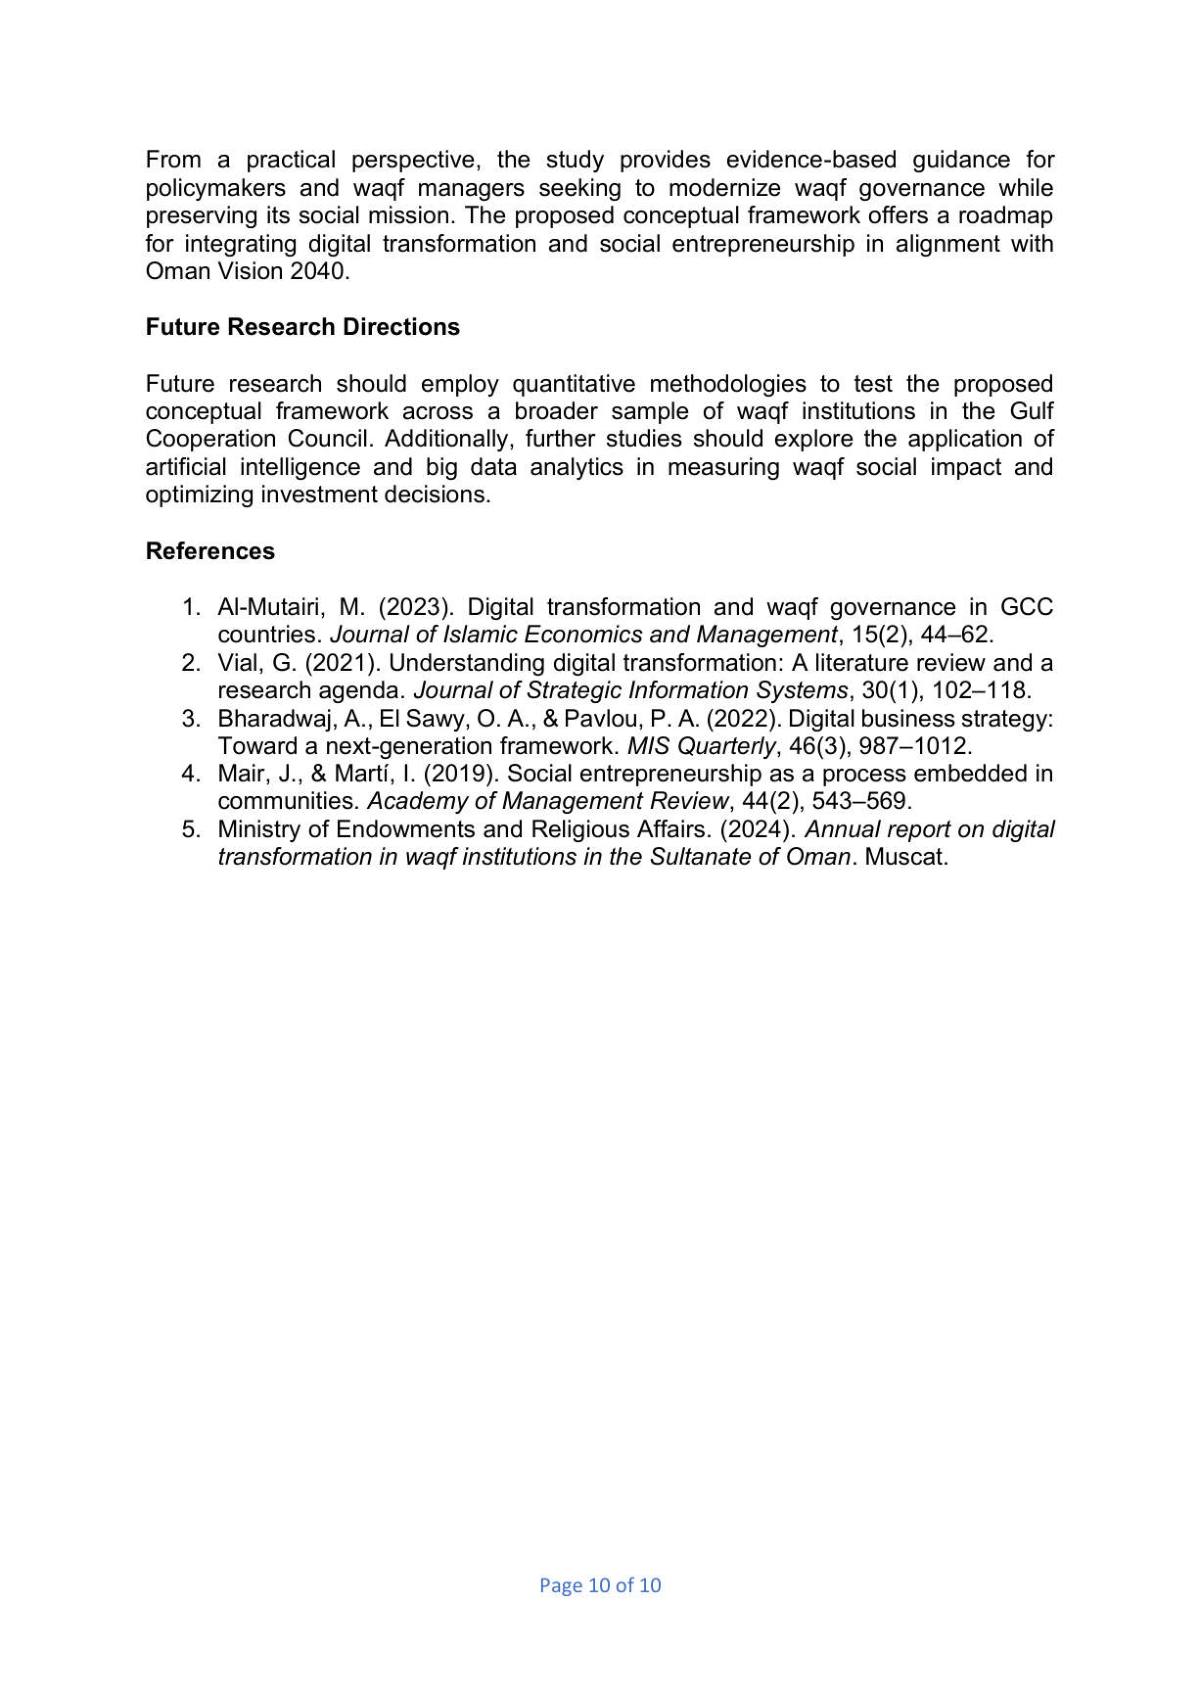 From a practical perspective, the study provides evidence-based guidance for
policymakers and waqf managers seeking to modernize waqf governance while
preserving its social mission. The proposed conceptual framework offers a roadmap
for integrating digital transformation and social entrepreneurship in alignment with
Oman Vision 2040.
Future Research Directions
Future research should employ quantitative methodologies to test the proposed
conceptual framework across a broader sample of waqf institutions in the Gulf
Cooperation Council. Additionally, further studies should explore the application of
artificial intelligence and big data analytics in measuring waqf social impact and
optimizing investment decisions.
References
1. Al-Mutairi, M. (2023). Digital transformation and waqf governance in GCC
countries. Journal of Islamic Economics and Management, 15(2), 44–62.
2. Vial, G. (2021). Understanding digital transformation: A literature review and a
research agenda. Journal of Strategic Information Systems, 30(1), 102–118.
3. Bharadwaj, A., El Sawy, O. A., & Pavlou, P. A. (2022). Digital business strategy:
Toward a next-generation framework. MIS Quarterly, 46(3), 987–1012.
4. Mair, J., & Martí, I. (2019). Social entrepreneurship as a process embedded in
communities. Academy of Management Review, 44(2), 543–569.
5. Ministry of Endowments and Religious Affairs. (2024). Annual report on digital
transformation in waqf institutions in the Sultanate of Oman. Muscat.
Page 10 of 10